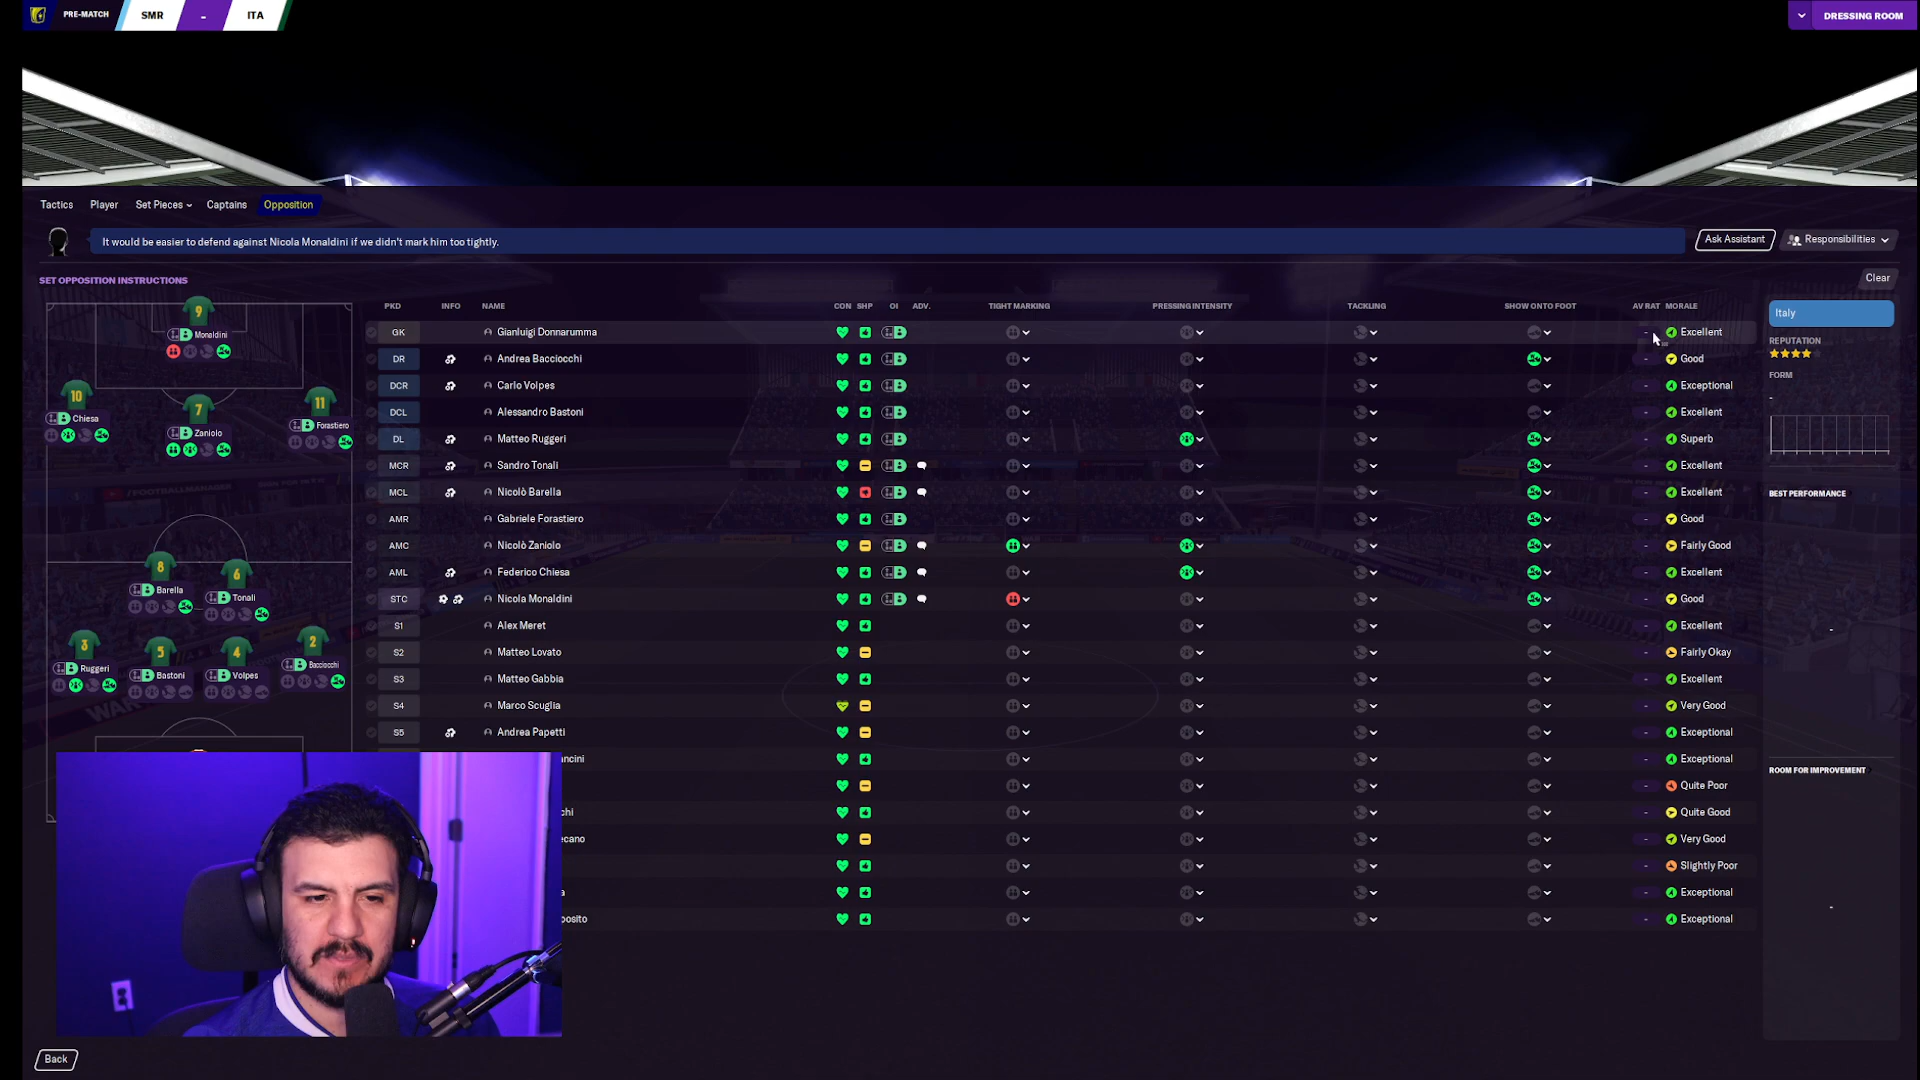 PRE-MATCH SMR - ITA
DRESSING ROOM
Tactics Player Set Pieces Captains Opposition
It would be easier to defend against Nicola Monaldini if we didn't mark him too tightly.
Ask Assistant Responsibilities
SET OPPOSITION INSTRUCTIONS
Clear
9
Monaldini
10
Chiesa
7
Zaniolo
11
Forastiero
8
Barella
6
Tonali
3
Ruggeri
5
Bastoni
4
Volpes
2
Bacciocchi
PKD INFO NAME CON SHP OI ADV. TIGHT MARKING PRESSING INTENSITY TACKLING SHOW ONTO FOOT AV RAT MORALE
GK Gianluigi Donnarumma - Excellent
DR Andrea Bacciocchi - Good
DCR Carlo Volpes - Exceptional
DCL Alessandro Bastoni - Excellent
DL Matteo Ruggeri - Superb
MCR Sandro Tonali - Excellent
MCL Nicolò Barella - Excellent
AMR Gabriele Forastiero - Good
AMC Nicolò Zaniolo - Fairly Good
AML Federico Chiesa - Excellent
STC Nicola Monaldini - Good
S1 Alex Meret - Excellent
S2 Matteo Lovato - Fairly Okay
S3 Matteo Gabbia - Excellent
S4 Marco Scuglia - Very Good
S5 Andrea Papetti - Exceptional
ancini - Exceptional
- Quite Poor
chi - Quite Good
ecano - Very Good
- Slightly Poor
a - Exceptional
posito - Exceptional
Italy
REPUTATION
FORM
-
BEST PERFORMANCE
-
ROOM FOR IMPROVEMENT
-
Back